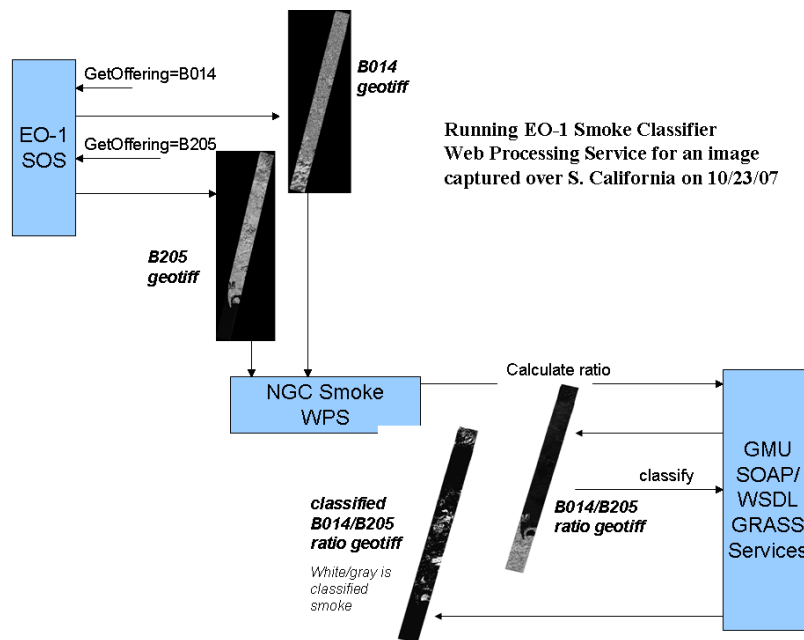 GetOffering=B014
EO-1
SOS
GetOffering=B205
B014
geotiff
Running EO-1 Smoke Classifier
Web Processing Service for an image
captured over S. California on 10/23/07
B205
geotiff
NGC Smoke
WPS
Calculate ratio
GMU
SOAP/
WSDL
GRASS
Services
classify
B014/B205
ratio geotiff
classified
B014/B205
ratio geotiff
White/gray is
classified
smoke